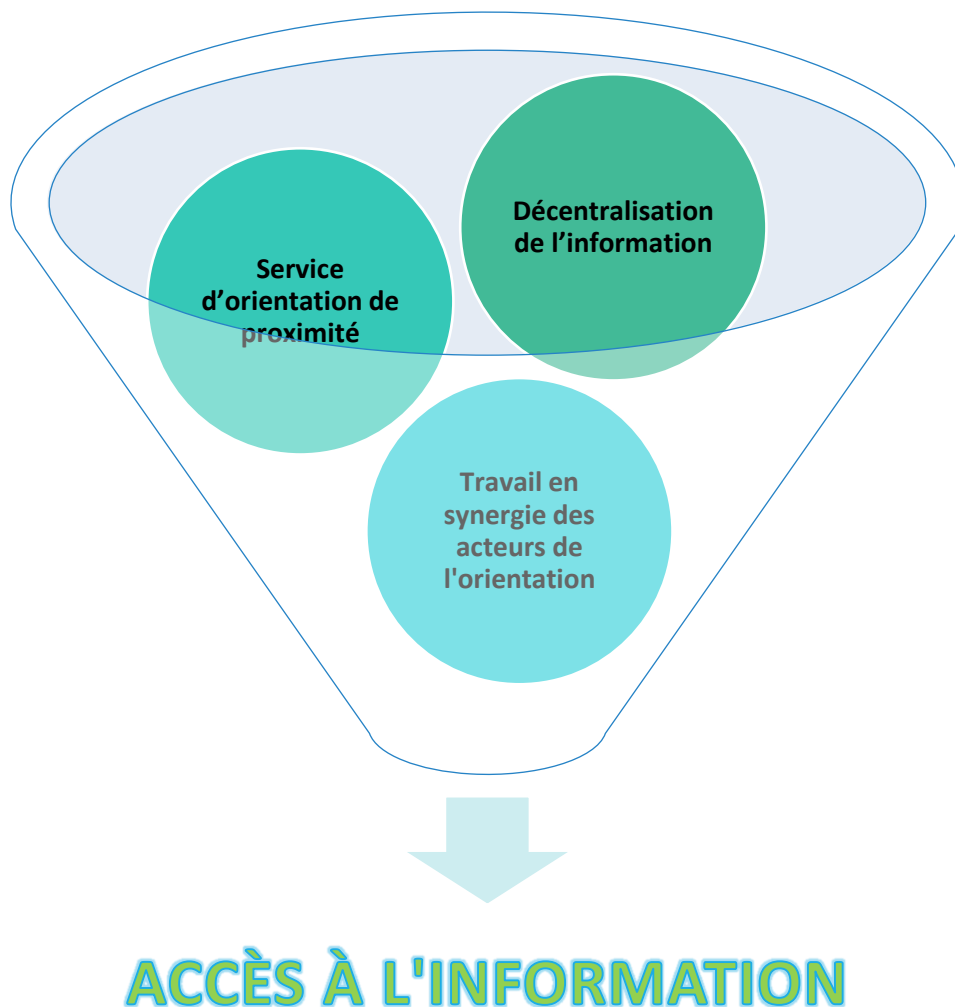 Décentralisation
de l’information
Service
d’orientation de
proximité
Travail en
synergie des
acteurs de
l'orientation
ACCÈS À L'INFORMATION